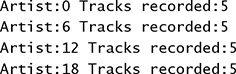 Artist:0 Tracks recorded:5
Artist:6 Tracks recorded:5
Artist:12 Tracks recorded:5
Artist:18 Tracks recorded:5